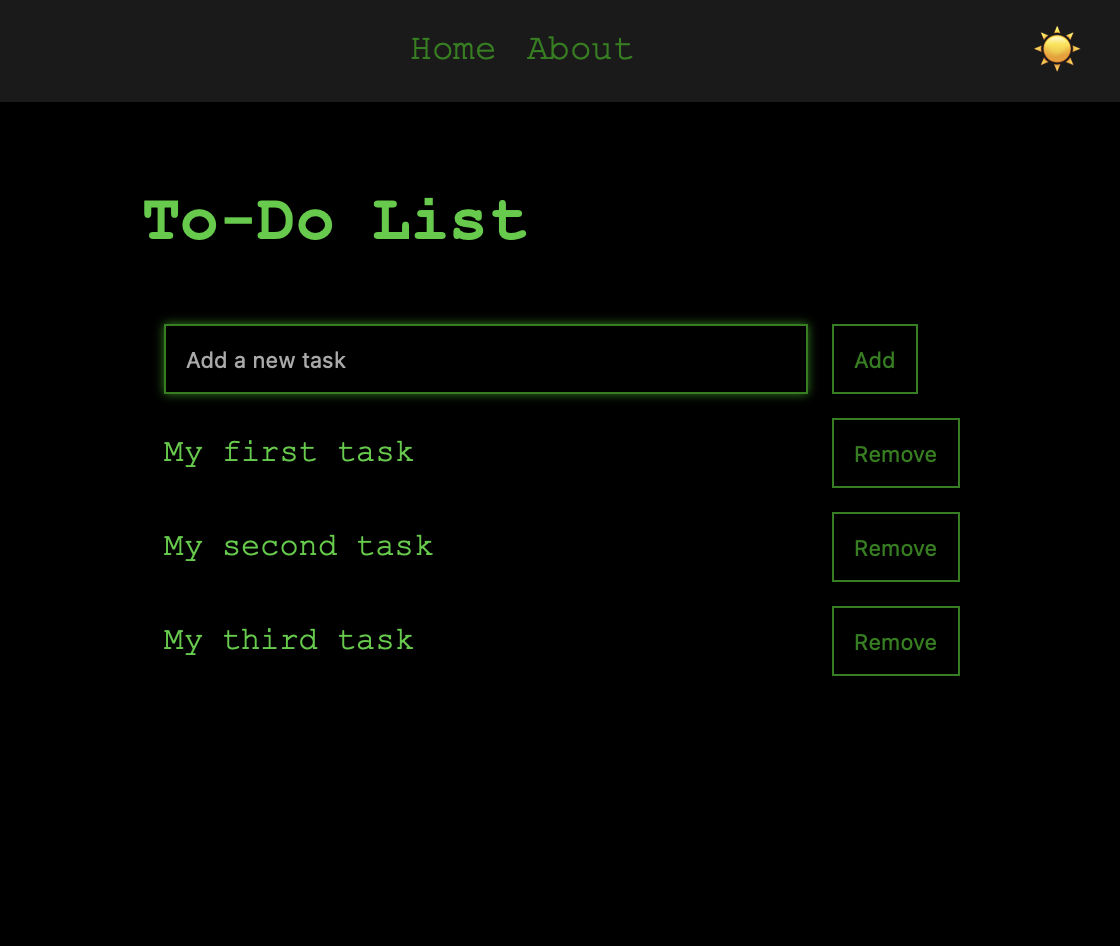 Home About
To-Do List
Add a new task Add
My first task Remove
My second task Remove
My third task Remove